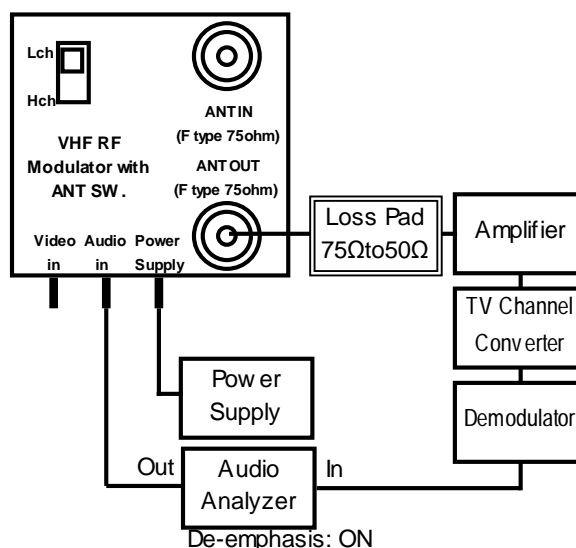 Lch
Hch
ANT IN
(F type 75ohm)
VHF RF
Modulator with
ANT SW.
ANT OUT
(F type 75ohm)
Video
in
Audio
in
Power
Supply
Loss Pad
75Ωto50Ω
Amplifier
TV Channel
Converter
Demodulator
Power
Supply
Out
Audio
Analyzer
In
De-emphasis: ON